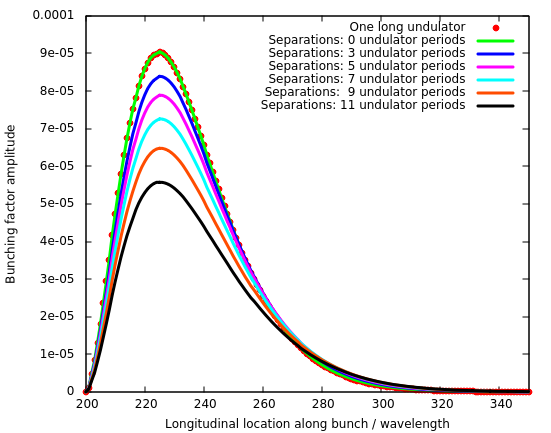 One long undulator
Separations: 0 undulator periods
Separations: 3 undulator periods
Separations: 5 undulator periods
Separations: 7 undulator periods
Separations:  9 undulator periods
Separations: 11 undulator periods
0.0001
9e-05
8e-05
7e-05
6e-05
5e-05
4e-05
3e-05
2e-05
1e-05
0
Bunching factor amplitude
200 220 240 260 280 300 320 340
Longitudinal location along bunch / wavelength